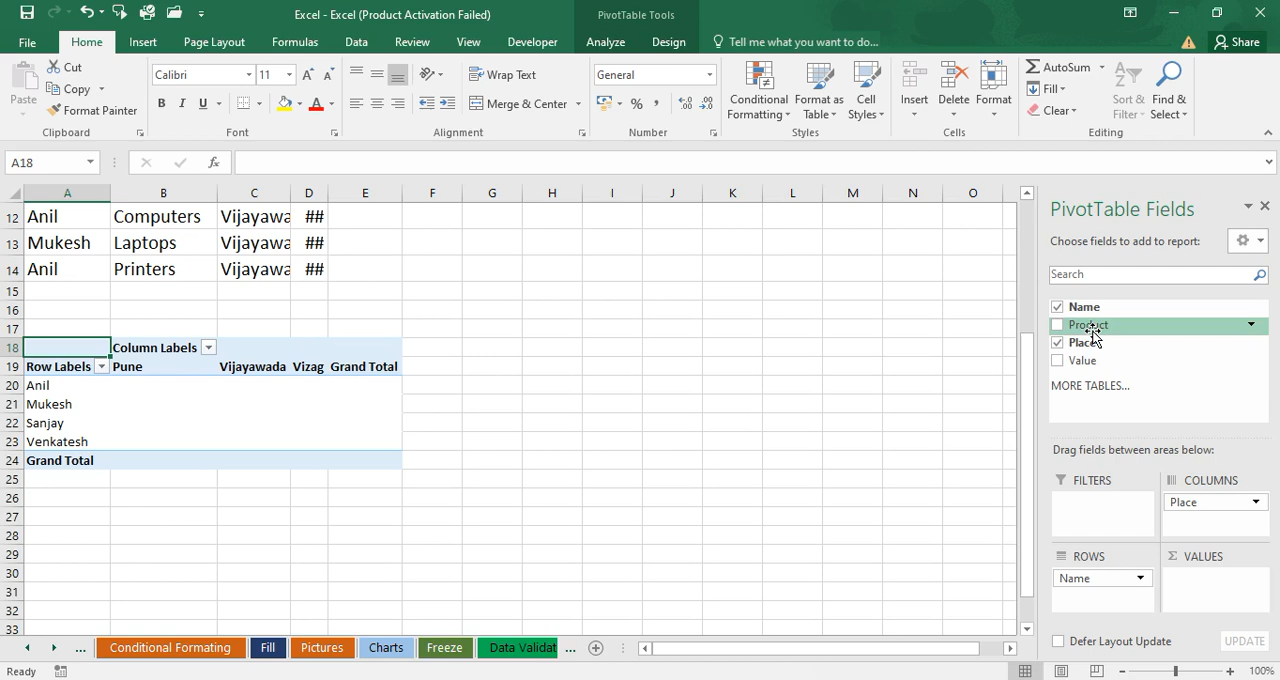 Excel - Excel (Product Activation Failed)
PivotTable Tools
File Home Insert Page Layout Formulas Data Review View Developer Analyze Design Tell me what you want to do... Share
Paste Cut Copy Format Painter Clipboard
Calibri 11 B I U A Font
Wrap Text Merge & Center Alignment
General % Number
Conditional Formatting Format as Table Cell Styles Styles
Insert Delete Format Cells
AutoSum Fill Clear Sort & Filter Find & Select Editing
A18 fx
A B C D E F G H I J K L M N O
12 Anil Computers Vijayawa ##
13 Mukesh Laptops Vijayawa ##
14 Anil Printers Vijayawa ##
15
16
17
18 Column Labels
19 Row Labels Pune Vijayawada Vizag Grand Total
20 Anil
21 Mukesh
22 Sanjay
23 Venkatesh
24 Grand Total
25
26
27
28
29
30
31
32
33
PivotTable Fields
Choose fields to add to report:
Search
Name
Product
Place
Value
MORE TABLES...
Drag fields between areas below:
FILTERS COLUMNS
Place
ROWS Σ VALUES
Name
Defer Layout Update UPDATE
... Conditional Formating Fill Pictures Charts Freeze Data Validat ...
Ready 100%